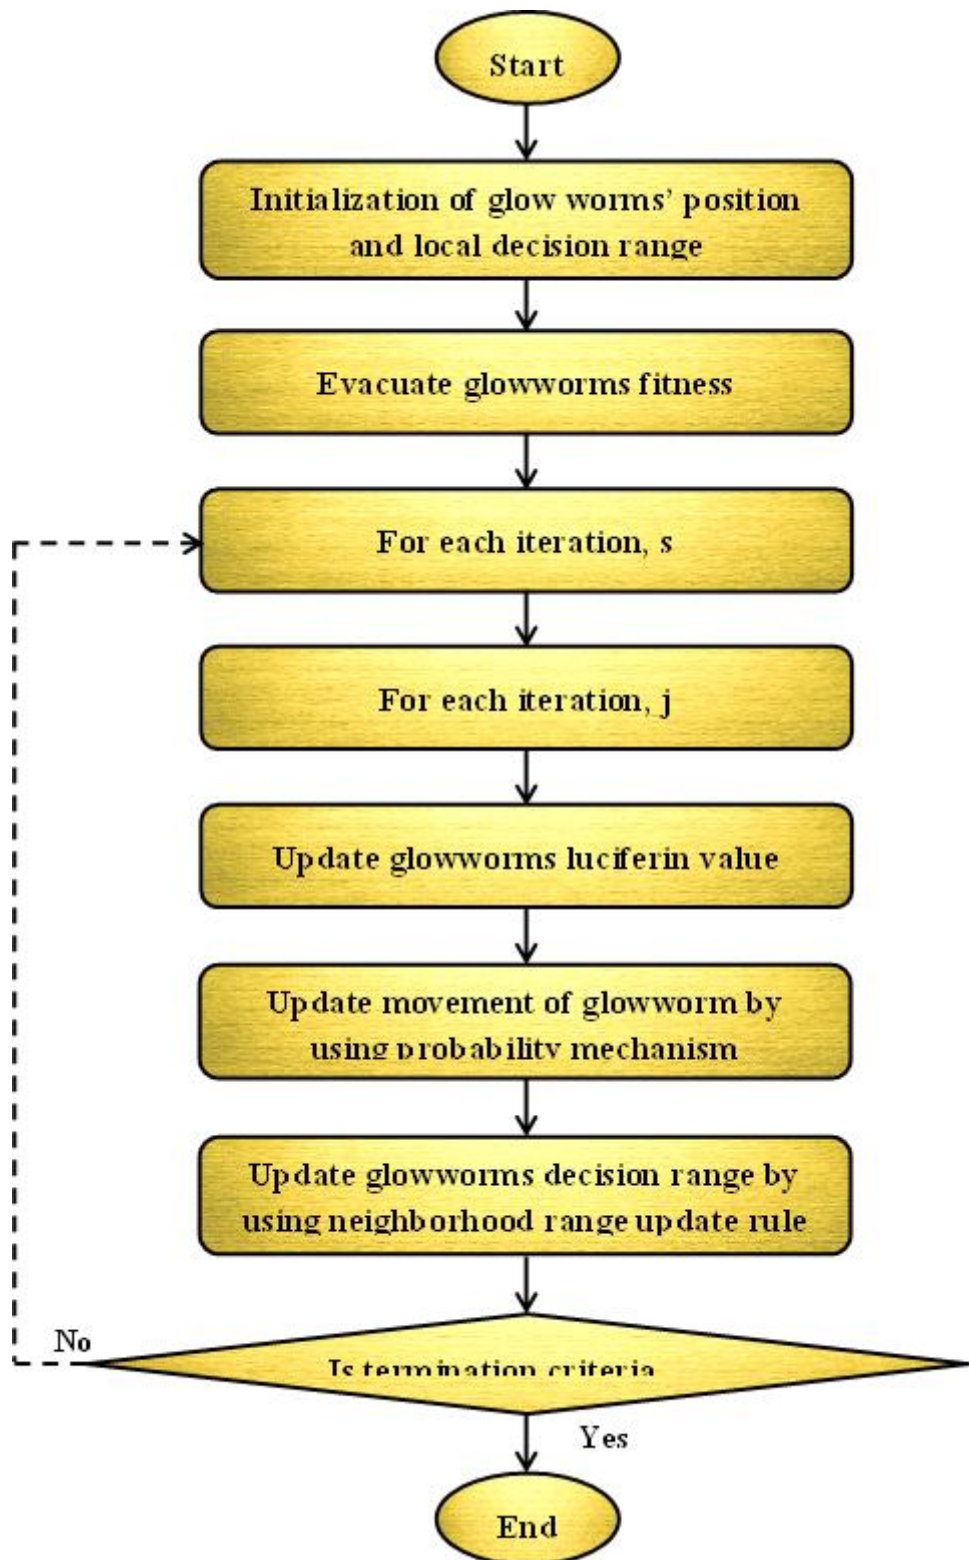 Start
Initialization of glow worms’ position
and local decision range
Evacuate glowworms fitness
For each iteration, s
For each iteration, j
Update glowworms luciferin value
Update movement of glowworm by
using probability mechanism
Update glowworms decision range by
using neighborhood range update rule
No
Is termination criteria
Yes
End